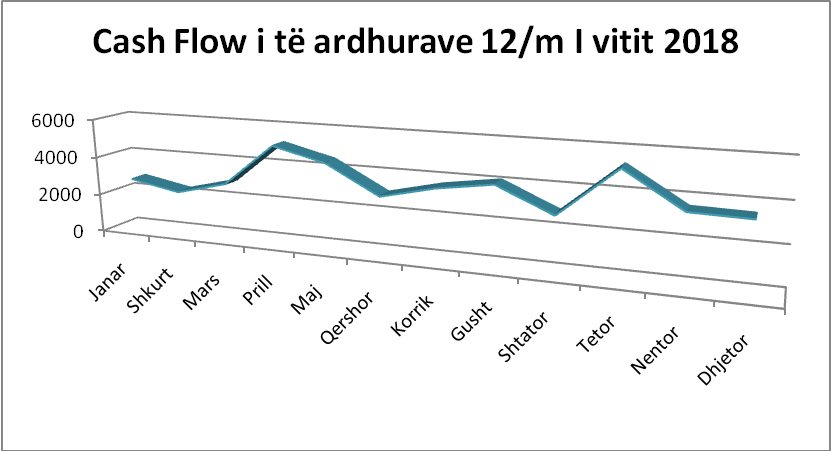 Cash Flow i të ardhurave 12/m I vitit 2018
6000
4000
2000
0
Janar
Shkurt
Mars
Prill
Maj
Qershor
Korrik
Gusht
Shtator
Tetor
Nentor
Dhjetor